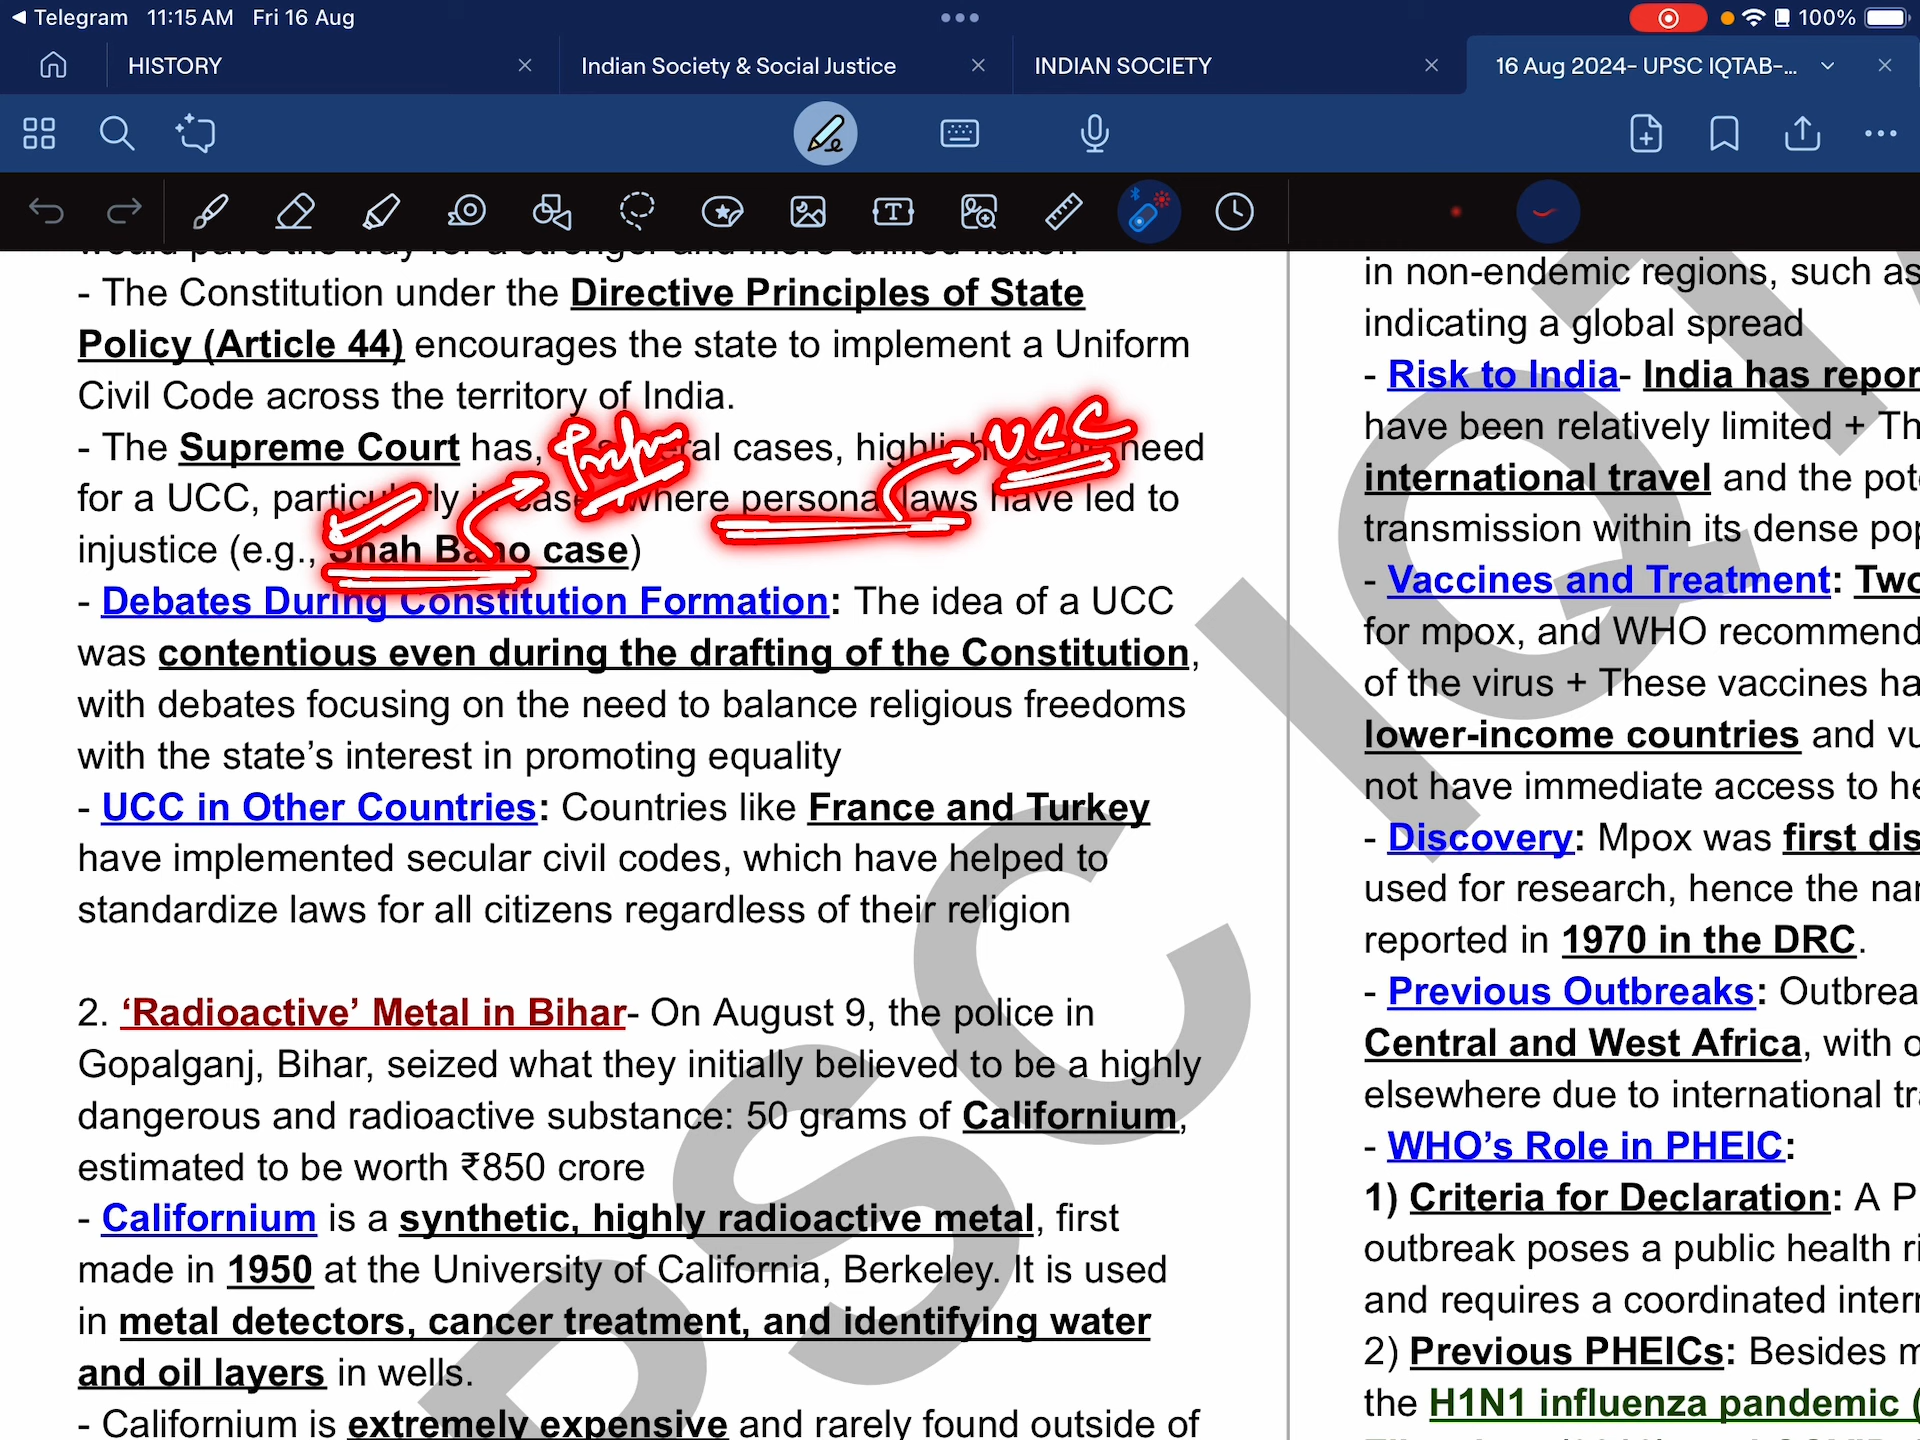 Telegram 11:15 AM Fri 16 Aug
100%
HISTORY
Indian Society & Social Justice
INDIAN SOCIETY
16 Aug 2024- UPSC IQTAB-...
would pave the way for a stronger and more unified nation
- The Constitution under the Directive Principles of State
Policy (Article 44) encourages the state to implement a Uniform
Civil Code across the territory of India.
- The Supreme Court has, cases, need
UCC
for a UCC, where personal laws have led to
injustice (e.g., Shah Bano case)
- Debates During Constitution Formation: The idea of a UCC
was contentious even during the drafting of the Constitution,
with debates focusing on the need to balance religious freedoms
with the state’s interest in promoting equality
- UCC in Other Countries: Countries like France and Turkey
have implemented secular civil codes, which have helped to
standardize laws for all citizens regardless of their religion
2. ‘Radioactive’ Metal in Bihar- On August 9, the police in
Gopalganj, Bihar, seized what they initially believed to be a highly
dangerous and radioactive substance: 50 grams of Californium,
estimated to be worth ₹850 crore
- Californium is a synthetic, highly radioactive metal, first
made in 1950 at the University of California, Berkeley. It is used
in metal detectors, cancer treatment, and identifying water
and oil layers in wells.
- Californium is extremely expensive and rarely found outside of
in non-endemic regions, such as
indicating a global spread
- Risk to India- India has repor
have been relatively limited + Th
international travel and the pot
transmission within its dense pop
- Vaccines and Treatment: Two
for mpox, and WHO recommend
of the virus + These vaccines ha
lower-income countries and vu
not have immediate access to he
- Discovery: Mpox was first dis
used for research, hence the nar
reported in 1970 in the DRC.
- Previous Outbreaks: Outbrea
Central and West Africa, with o
elsewhere due to international tr
- WHO’s Role in PHEIC:
1) Criteria for Declaration: A P
outbreak poses a public health ri
and requires a coordinated inter
2) Previous PHEICs: Besides m
the H1N1 influenza pandemic (
PSC IQT